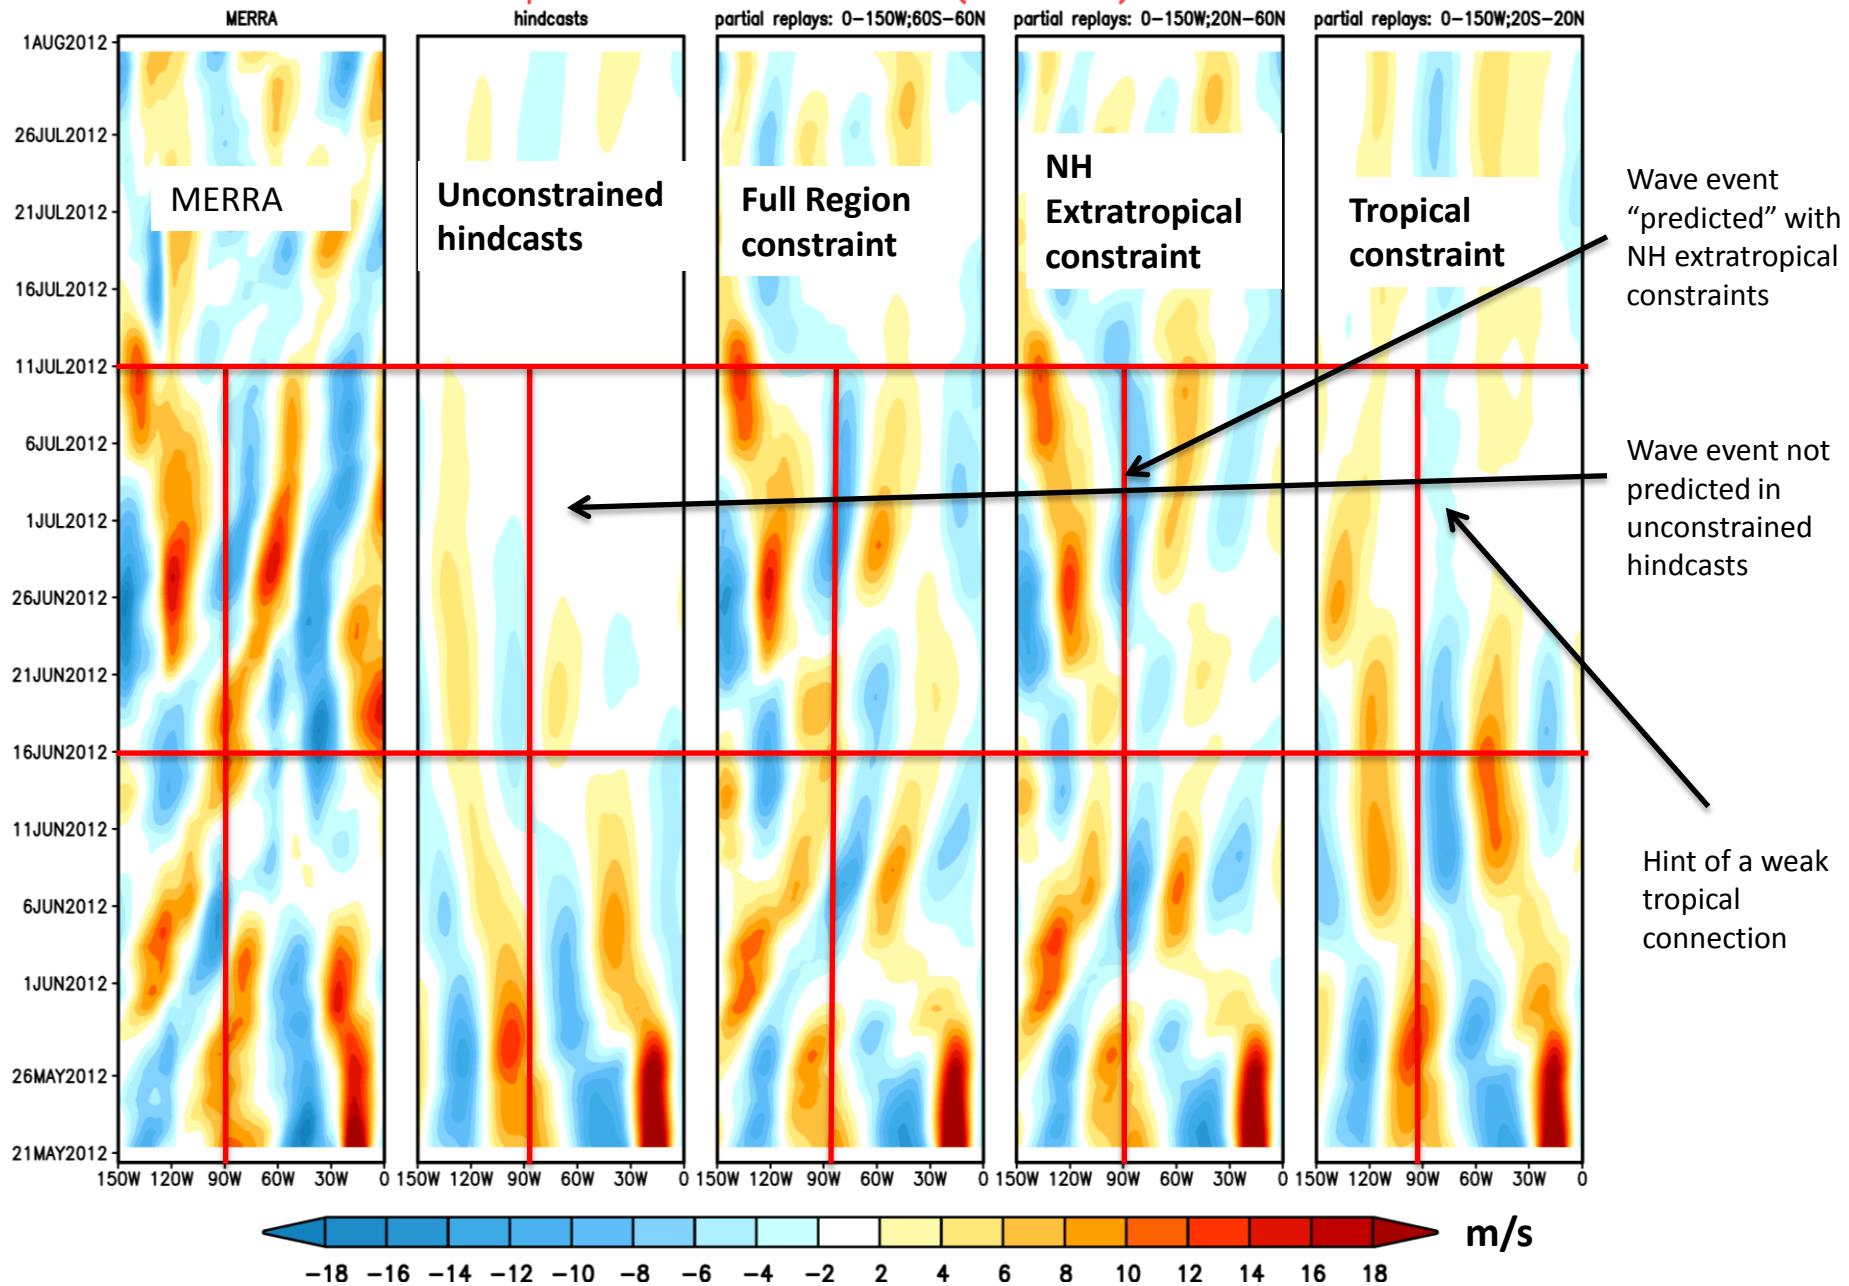 MERRA
hindcasts
partial replays: 0-150W;60S-60N
partial replays: 0-150W;20N-60N
partial replays: 0-150W;20S-20N
1AUG2012
26JUL2012
21JUL2012
16JUL2012
11JUL2012
6JUL2012
1JUL2012
26JUN2012
21JUN2012
16JUN2012
11JUN2012
6JUN2012
1JUN2012
26MAY2012
21MAY2012
MERRA
Unconstrained
hindcasts
Full Region
constraint
NH
Extratropical
constraint
Tropical
constraint
Wave event
“predicted” with
NH extratropical
constraints
Wave event not
predicted in
unconstrained
hindcasts
Hint of a weak
tropical
connection
150W 120W 90W 60W 30W 0
150W 120W 90W 60W 30W 0
150W 120W 90W 60W 30W 0
150W 120W 90W 60W 30W 0
150W 120W 90W 60W 30W 0
m/s
-18 -16 -14 -12 -10 -8 -6 -4 -2 2 4 6 8 10 12 14 16 18